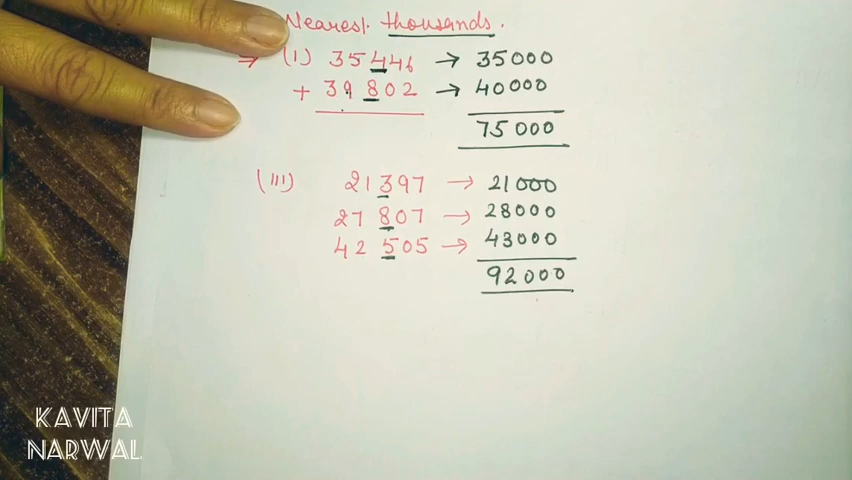 Nearest thousands.
→ (I) 35446 → 35000
+ 39802 → 40000
75000
(III) 21397 → 21000
27807 → 28000
42505 → 43000
92000
KAVITA
NARWAL